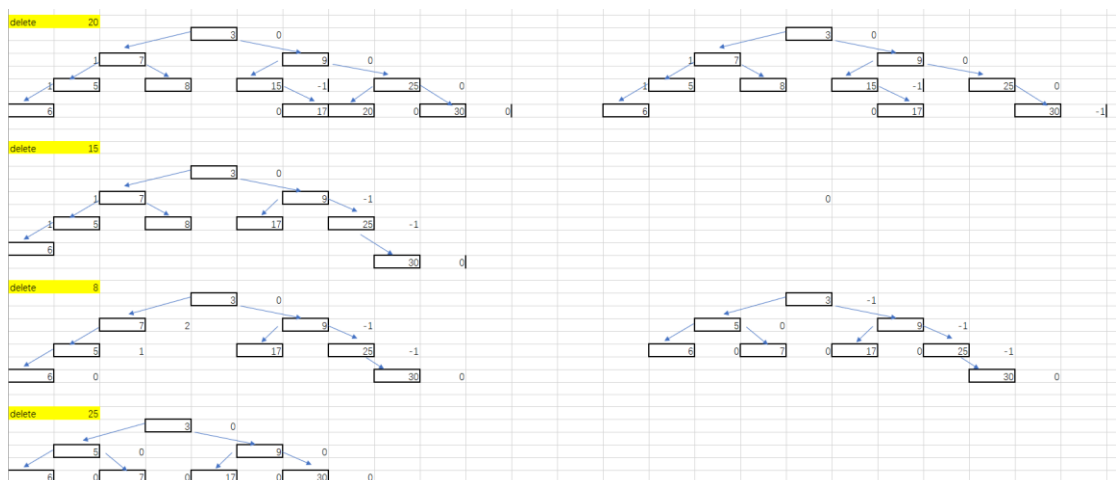 delete 20
3 0 3 0
1 7 9 0 1 7 9 0
1 5 8 15 -1 25 0 1 5 8 15 -1 25 0
6 0 17 20 0 30 0 6 0 17 30 -1
delete 15
3 0
1 7 9 -1 0
1 5 8 17 25 -1
6
30 0
delete 8
3 0 3 -1
7 2 9 -1 5 0 9 -1
5 1 17 25 -1 6 0 7 0 17 0 25 -1
6 0 30 0 30 0
delete 25
3 0
5 0 9 0
6 0 7 0 17 0 30 0